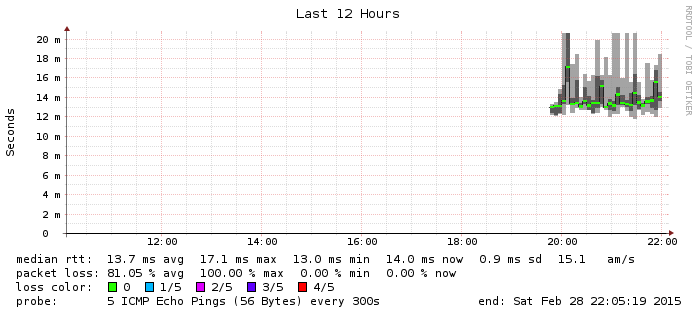 Last 12 Hours
RRDTOOL / TOBI OETIKER
Seconds
20 m
18 m
16 m
14 m
12 m
10 m
8 m
6 m
4 m
2 m
0
12:00 14:00 16:00 18:00 20:00 22:00
median rtt: 13.7 ms avg 17.1 ms max 13.0 ms min 14.0 ms now 0.9 ms sd 15.1 am/s
packet loss: 81.05 % avg 100.00 % max 0.00 % min 0.00 % now
loss color: 0 1/5 2/5 3/5 4/5
probe: 5 ICMP Echo Pings (56 Bytes) every 300s end: Sat Feb 28 22:05:19 2015